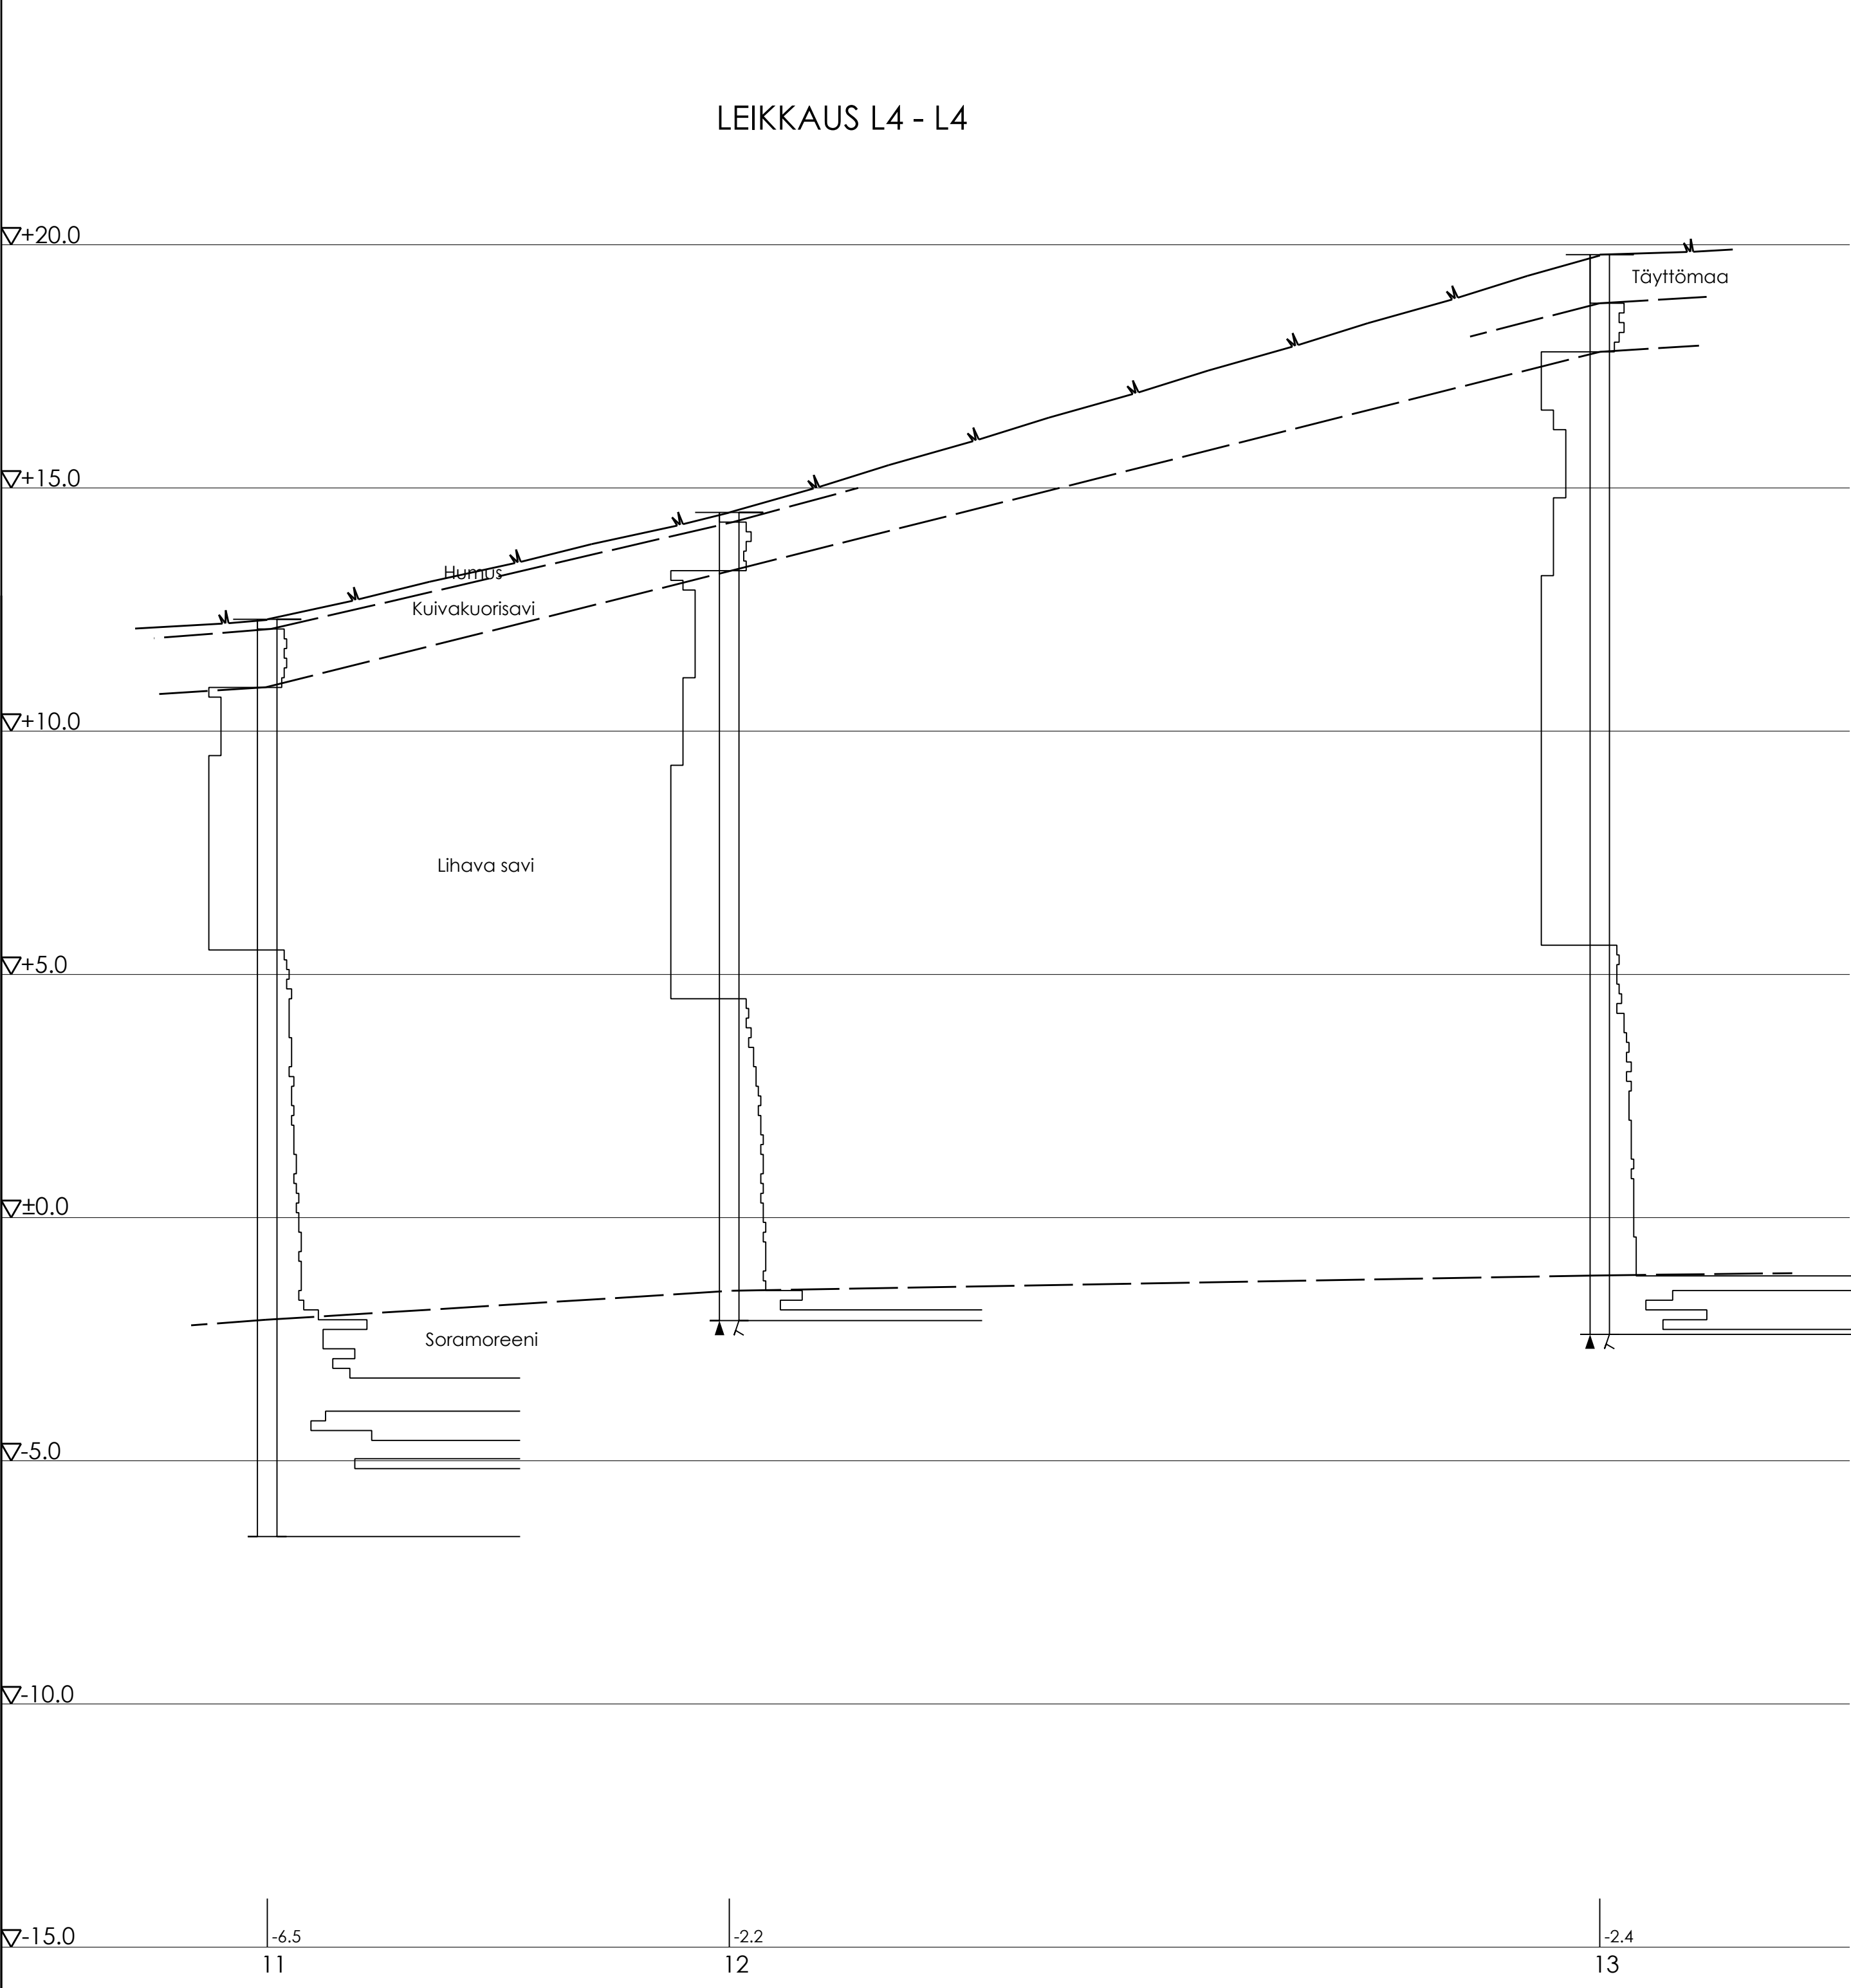 LEIKKAUS L4 - L4
+20.0
Täyttömaa
+15.0
Humus
Kuivakuorisavi
+10.0
Lihava savi
+5.0
±0.0
Soramoreeni
-5.0
-10.0
-15.0
-6.5
-2.2
-2.4
11
12
13